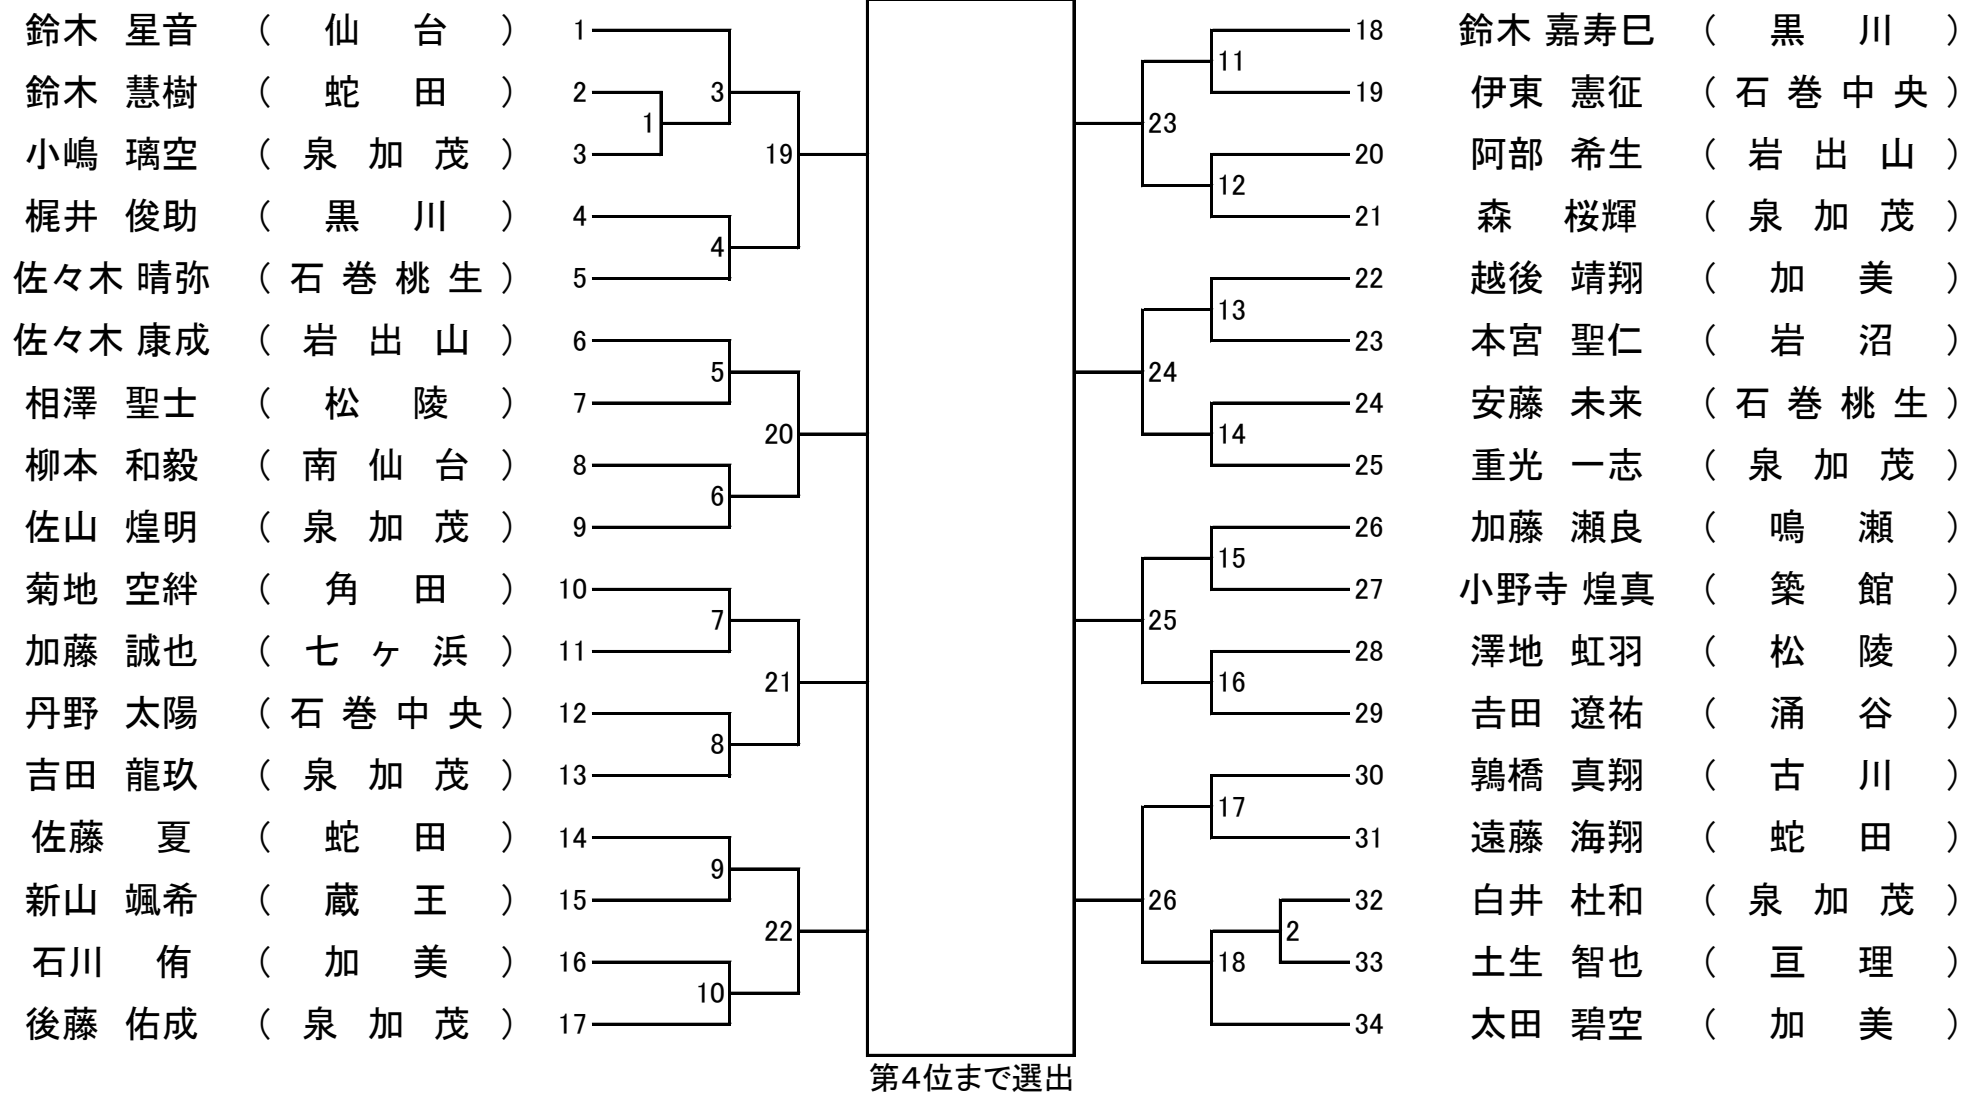 鈴木 星音 （ 仙台 ） 1 18 鈴木 嘉寿巳 （ 黒川 ）
11
鈴木 慧樹 （ 蛇田 ） 2 3 19 伊東 憲征 （ 石巻中央 ）
1 23
小嶋 璃空 （ 泉加茂 ） 3 19 20 阿部 希生 （ 岩出山 ）
12
梶井 俊助 （ 黒川 ） 4 21 森 桜輝 （ 泉加茂 ）
4
佐々木 晴弥 （ 石巻桃生 ） 5 22 越後 靖翔 （ 加美 ）
13
佐々木 康成 （ 岩出山 ） 6 23 本宮 聖仁 （ 岩沼 ）
5 24
相澤 聖士 （ 松陵 ） 7 24 安藤 未来 （ 石巻桃生 ）
20 14
柳本 和毅 （ 南仙台 ） 8 25 重光 一志 （ 泉加茂 ）
6
佐山 煌明 （ 泉加茂 ） 9 26 加藤 瀬良 （ 鳴瀬 ）
15
菊地 空絆 （ 角田 ） 10 27 小野寺 煌真 （ 築館 ）
7 25
加藤 誠也 （ 七ヶ浜 ） 11 28 澤地 虹羽 （ 松陵 ）
21 16
丹野 太陽 （ 石巻中央 ） 12 29 𠮷田 遼祐 （ 涌谷 ）
8
吉田 龍玖 （ 泉加茂 ） 13 30 鶉橋 真翔 （ 古川 ）
17
佐藤 夏 （ 蛇田 ） 14 31 遠藤 海翔 （ 蛇田 ）
9
新山 颯希 （ 蔵王 ） 15 26 32 白井 杜和 （ 泉加茂 ）
22 2
石川 侑 （ 加美 ） 16 18 33 土生 智也 （ 亘理 ）
10
後藤 佑成 （ 泉加茂 ） 17 34 太田 碧空 （ 加美 ）
第4位まで選出